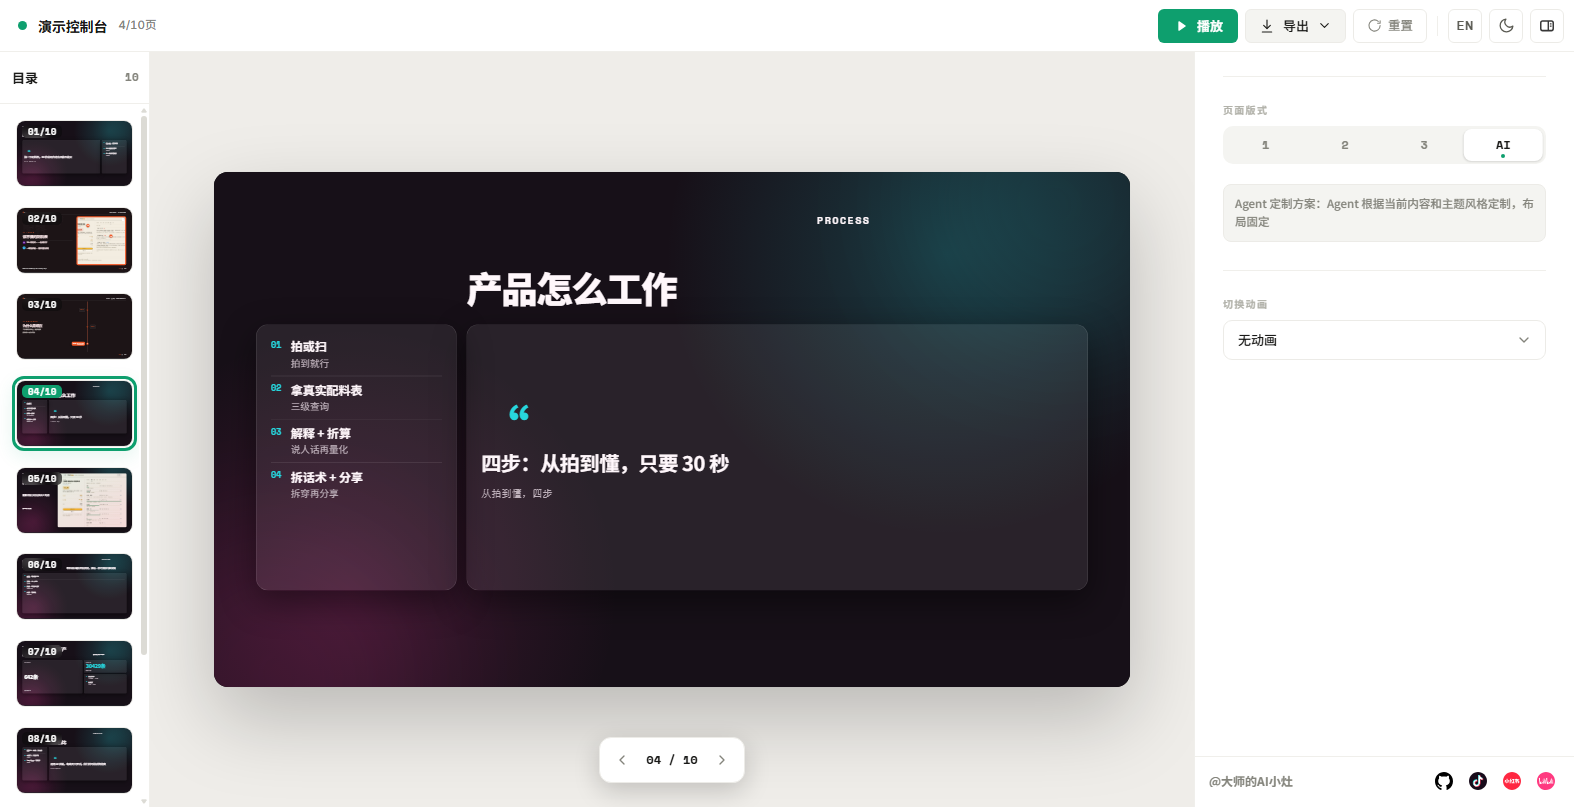 演示控制台 4/10页
播放
导出
重置
EN
目录 10
01/10
02/10
03/10
04/10
05/10
06/10
07/10
08/10
PROCESS
产品怎么工作
01 拍或扫
拍到就行
02 拿真实配料表
三级查询
03 解释 + 折算
说人话再量化
04 拆话术 + 分享
拆穿再分享
“
四步：从拍到懂，只要 30 秒
从拍到懂，四步
04 / 10
页面版式
1 2 3 AI
Agent 定制方案：Agent 根据当前内容和主题风格定制，布
局固定
切换动画
无动画
@大师的AI小灶